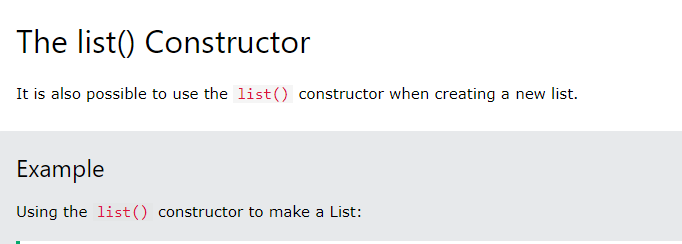 The list() Constructor
It is also possible to use the list() constructor when creating a new list.
Example
Using the list() constructor to make a List: